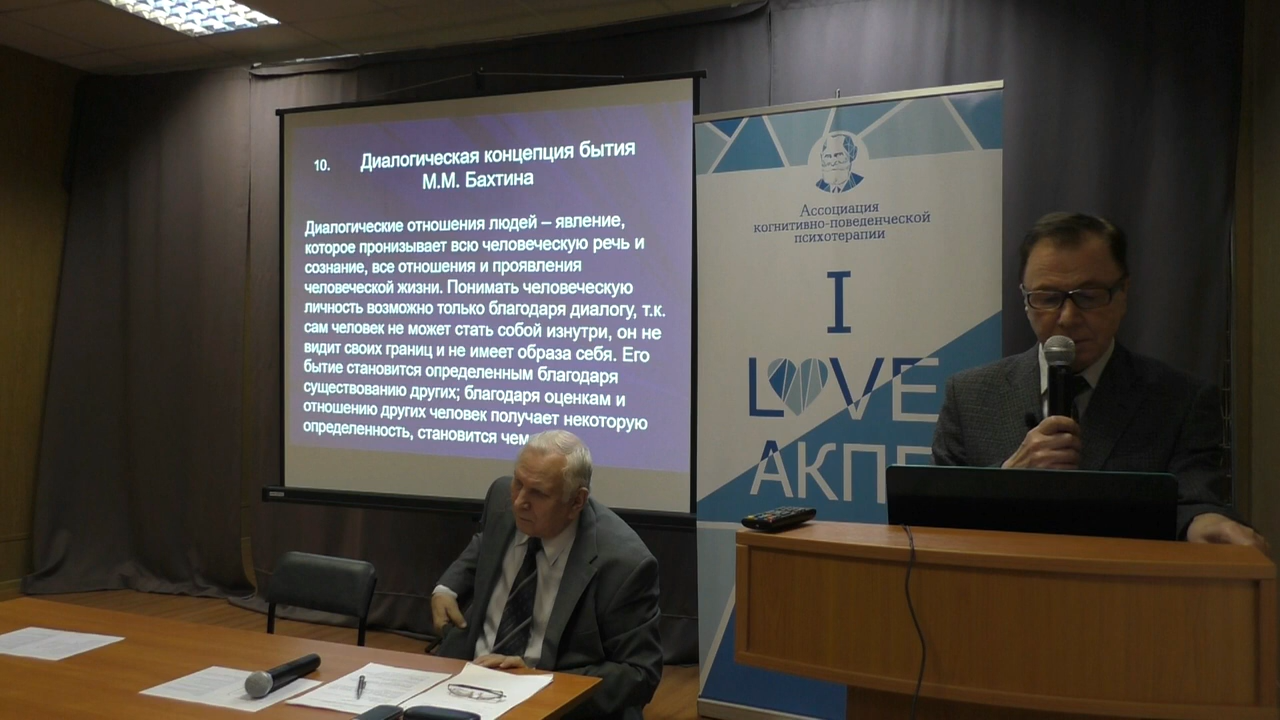 10. Диалогическая концепция бытия
М.М. Бахтина
Диалогические отношения людей – явление,
которое пронизывает всю человеческую речь и
сознание, все отношения и проявления
человеческой жизни. Понимать человеческую
личность возможно только благодаря диалогу, т.к.
сам человек не может стать собой изнутри, он не
видит своих границ и не имеет образа себя. Его
бытие становится определенным благодаря
существованию других; благодаря оценкам и
отношению других человек получает некоторую
определенность, становится чем
Ассоциация
когнитивно-поведенческой
психотерапии
I
LOVE
АКПП